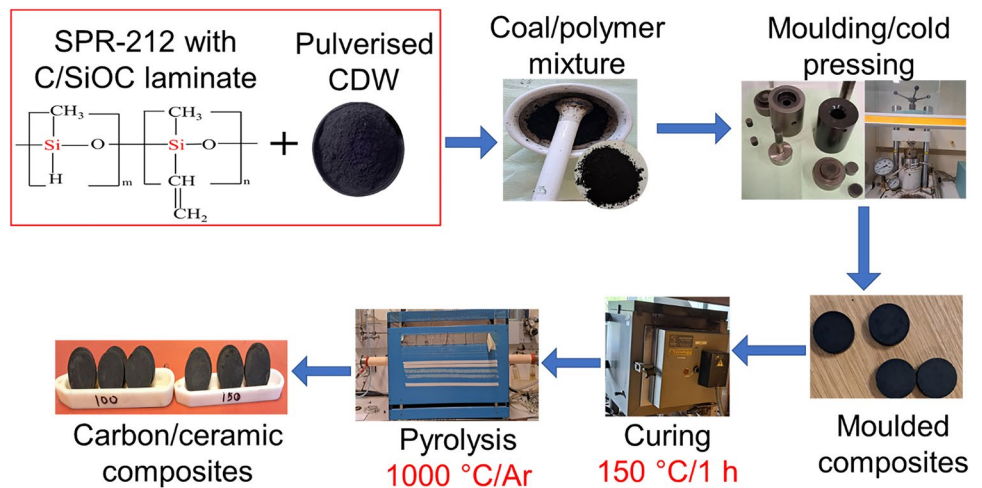 SPR-212 with
C/SiOC laminate
Pulverised
CDW
CH₃
CH₃
Si
O
Si
O
H
m
CH
n
CH₂
+
Coal/polymer
mixture
Moulding/cold
pressing
Moulded
composites
Curing
150 °C/1 h
Pyrolysis
1000 °C/Ar
100
150
Carbon/ceramic
composites